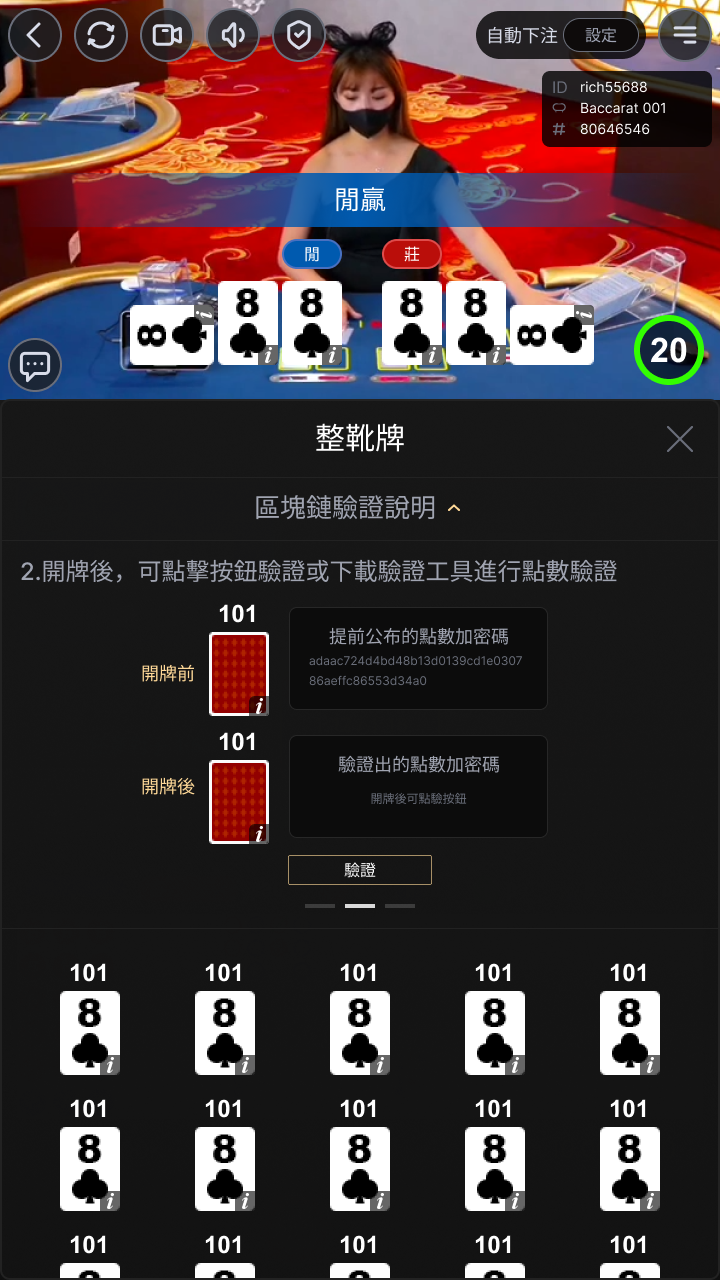 自動下注 設定
ID rich55688
Baccarat 001
# 80646546
閒贏
閒 莊
8 i 8 i 8 i 8 i 8 i 8 i
20
整靴牌
區塊鏈驗證說明
2.開牌後，可點擊按鈕驗證或下載驗證工具進行點數驗證
101
開牌前
i
提前公布的點數加密碼
adaac724d4bd48b13d0139cd1e0307
86aeffc86553d34a0
101
開牌後
i
驗證出的點數加密碼
開牌後可點驗按鈕
驗證
101 101 101 101 101
8 i 8 i 8 i 8 i 8 i
101 101 101 101 101
8 i 8 i 8 i 8 i 8 i
101 101 101 101 101
8 8 8 8 8